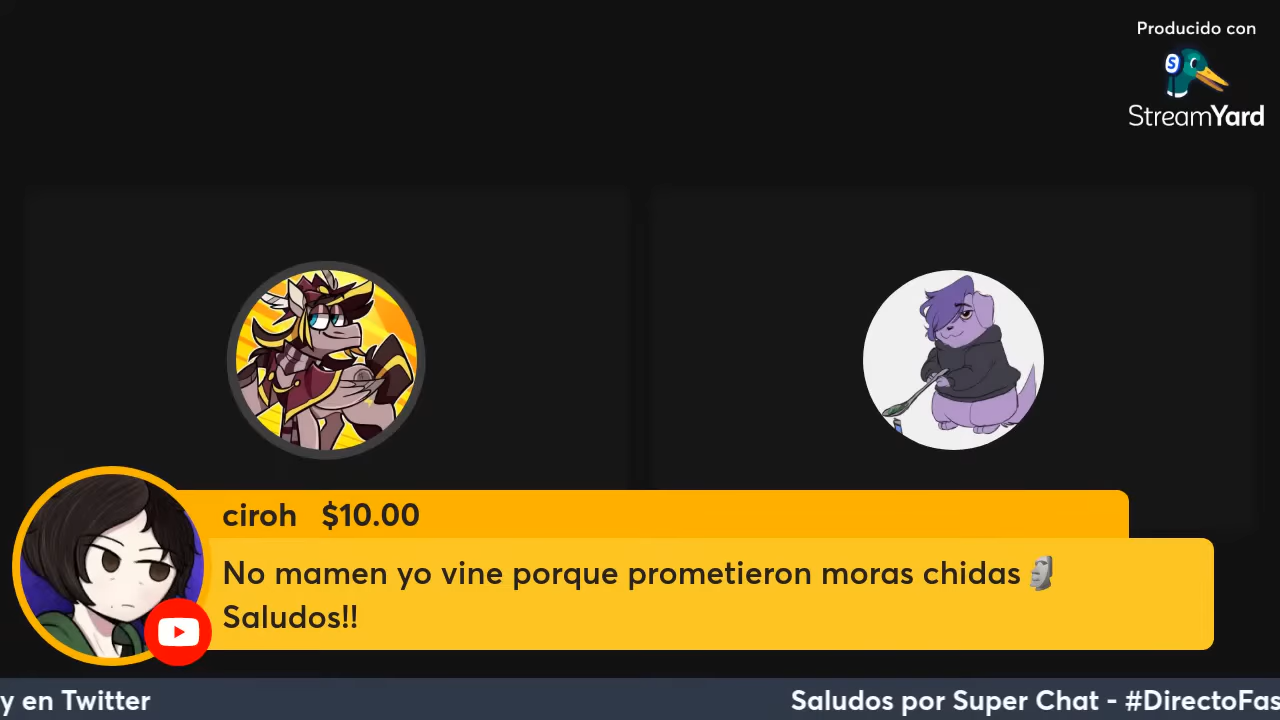 Producido con
StreamYard
ciroh $10.00
No mamen yo vine porque prometieron moras chidas🗿
Saludos!!
y en Twitter
Saludos por Super Chat - #DirectoFas